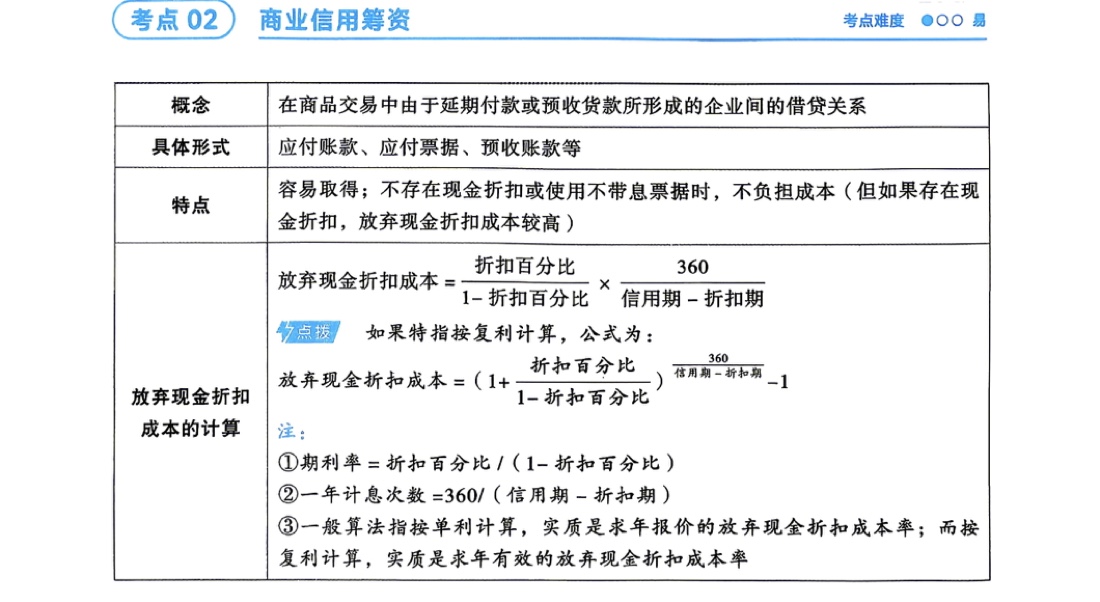 考点 02 商业信用筹资 考点难度 易
概念 在商品交易中由于延期付款或预收货款所形成的企业间的借贷关系
具体形式 应付账款、应付票据、预收账款等
特点 容易取得；不存在现金折扣或使用不带息票据时，不负担成本（但如果存在现
金折扣，放弃现金折扣成本较高）
放弃现金折扣
成本的计算
放弃现金折扣成本 = 折扣百分比 / 1- 折扣百分比 × 360 / 信用期 - 折扣期
点拨 如果特指按复利计算，公式为：
放弃现金折扣成本 =（1+ 折扣百分比 / 1- 折扣百分比）360 / 信用期 - 折扣期 -1
注：
①期利率 = 折扣百分比 /（1- 折扣百分比）
②一年计息次数 =360/（信用期 - 折扣期）
③一般算法指按单利计算，实质是求年报价的放弃现金折扣成本率；而按
复利计算，实质是求年有效的放弃现金折扣成本率